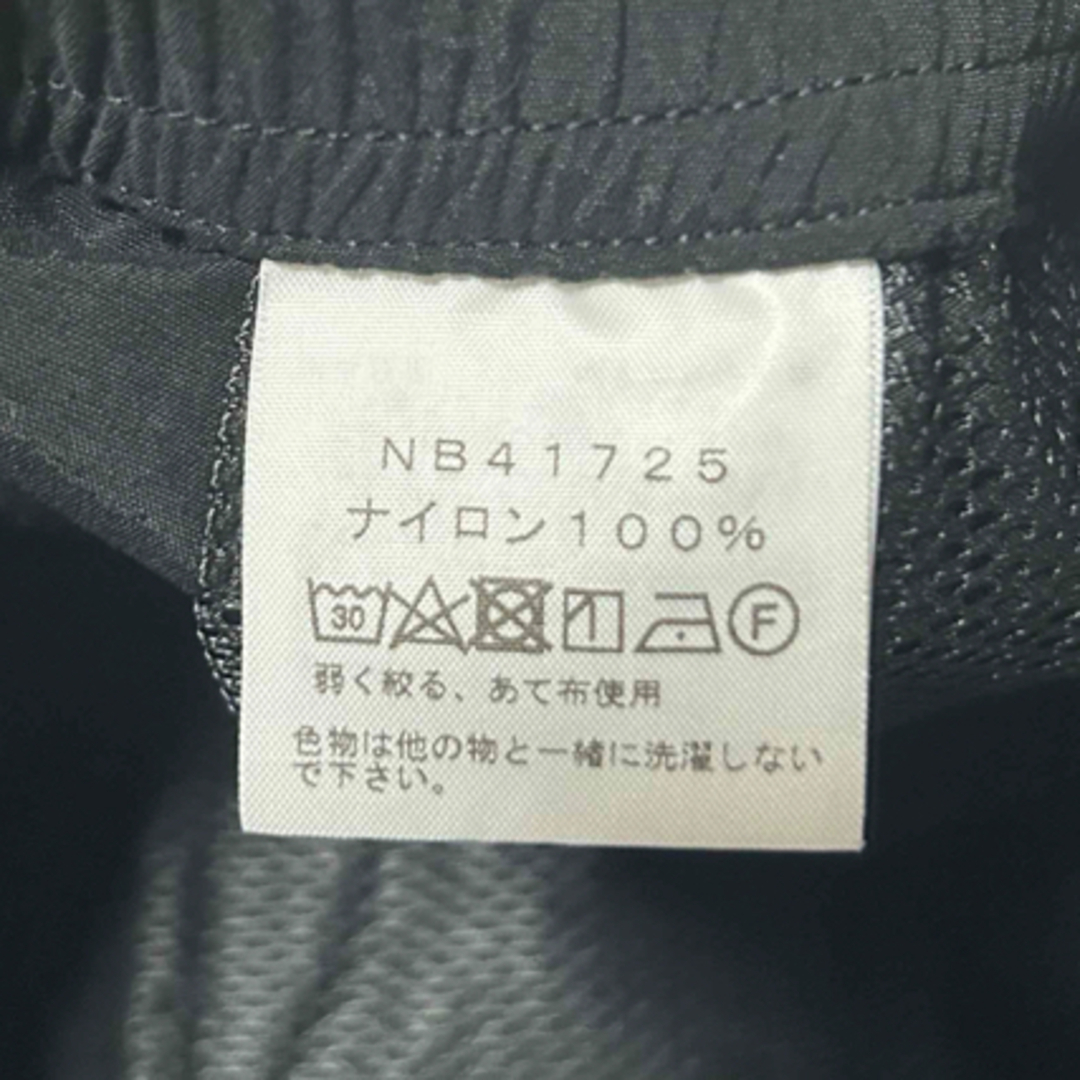 NB41725
ナイロン100%
30 F
弱く絞る、あて布使用
色物は他の物と一緒に洗濯しない
で下さい。